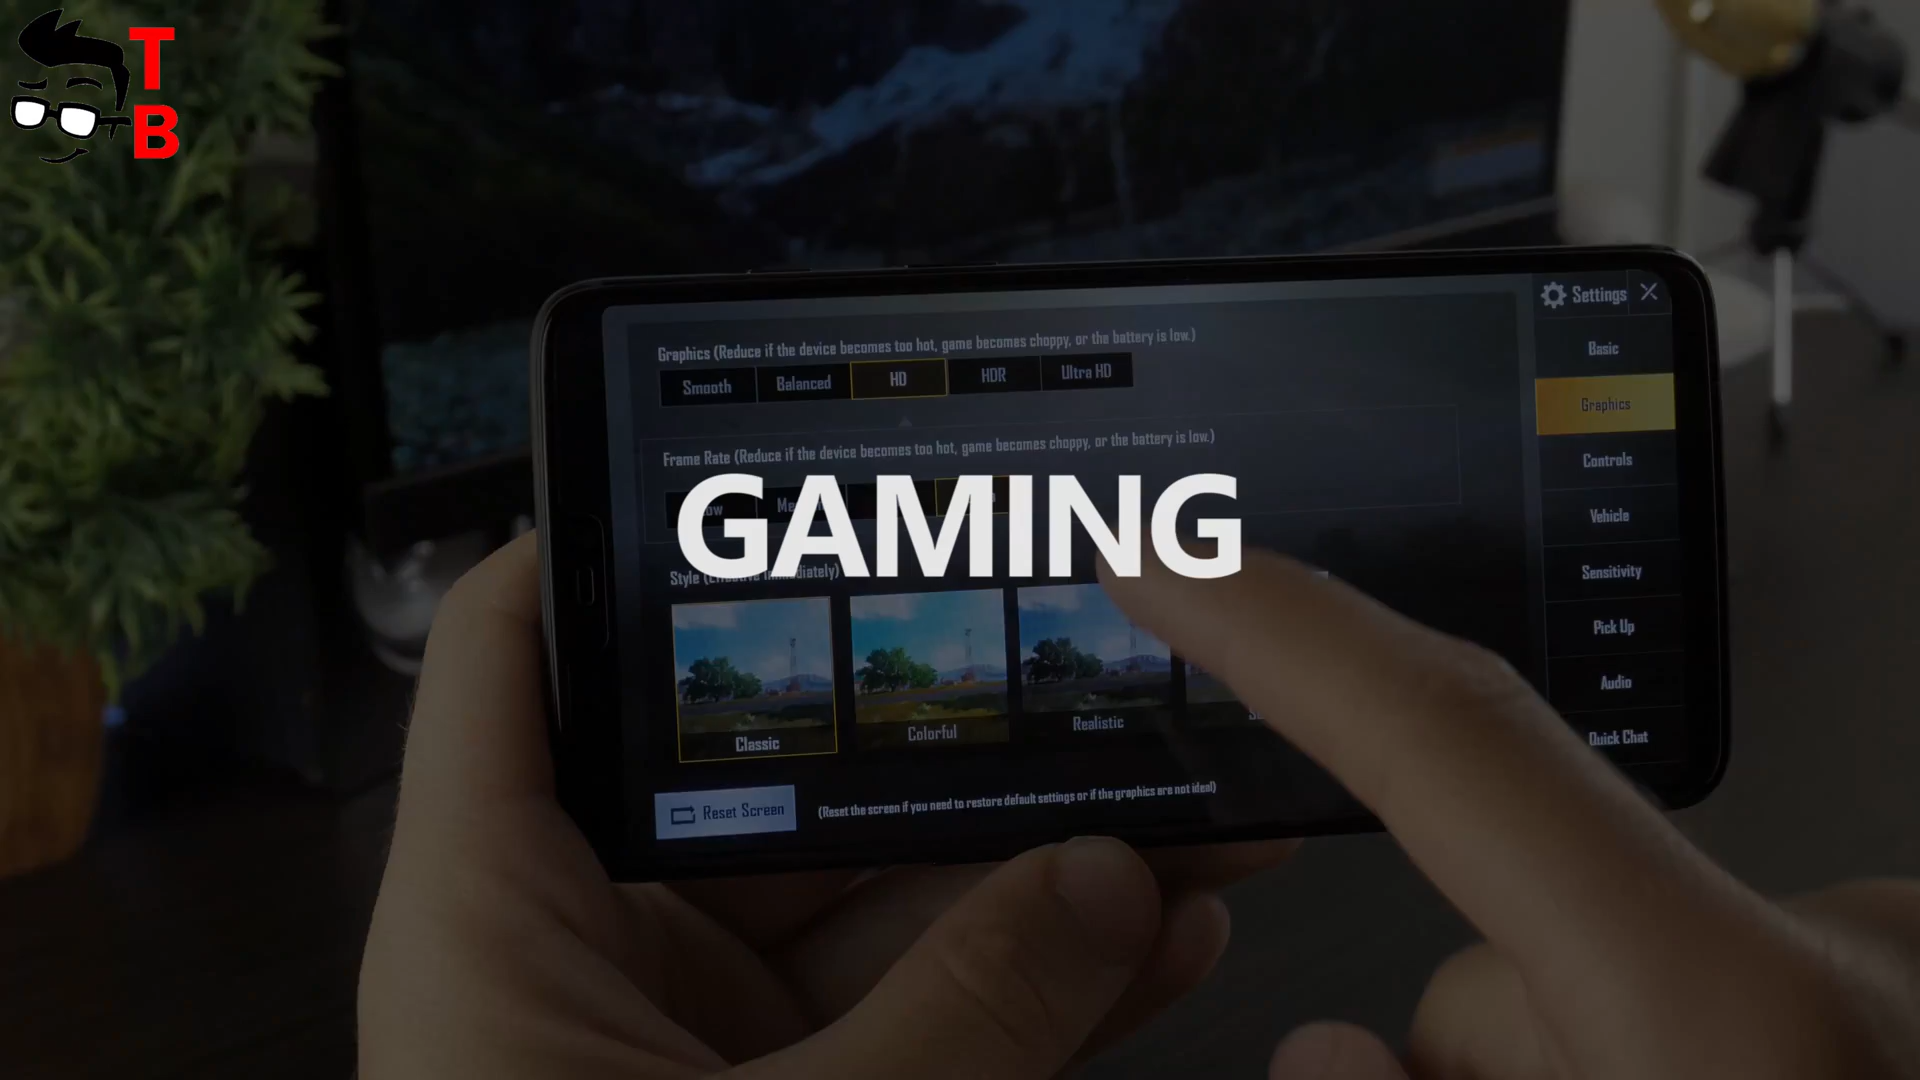 T
B
Settings
Graphics (Reduce if the device becomes too hot, game becomes choppy, or the battery is low.)
Smooth Balanced HD HDR Ultra HD
Basic
Graphics
Frame Rate (Reduce if the device becomes too hot, game becomes choppy, or the battery is low.)
Controls
GAMING
Vehicle
Style
Sensitivity
Pick Up
Audio
Classic Colorful Realistic
Quick Chat
Reset Screen (Reset the screen if you need to restore default settings or if the graphics are not ideal)